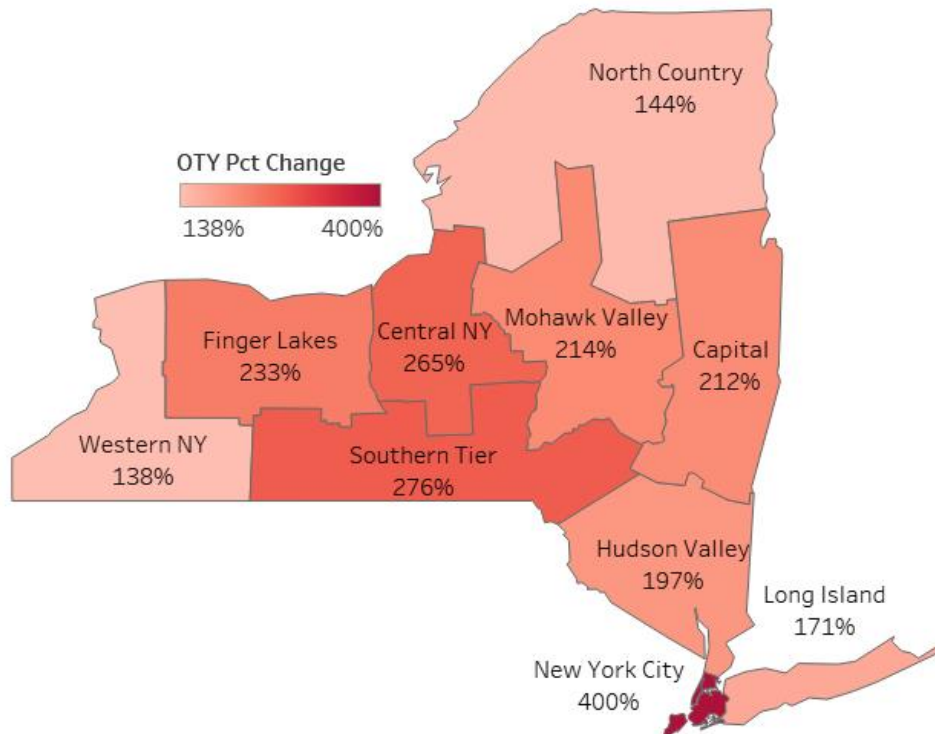 North Country
144%
OTY Pct Change
138% 400%
Finger Lakes
233%
Central NY
265%
Mohawk Valley
214%
Capital
212%
Western NY
138%
Southern Tier
276%
Hudson Valley
197%
Long Island
171%
New York City
400%